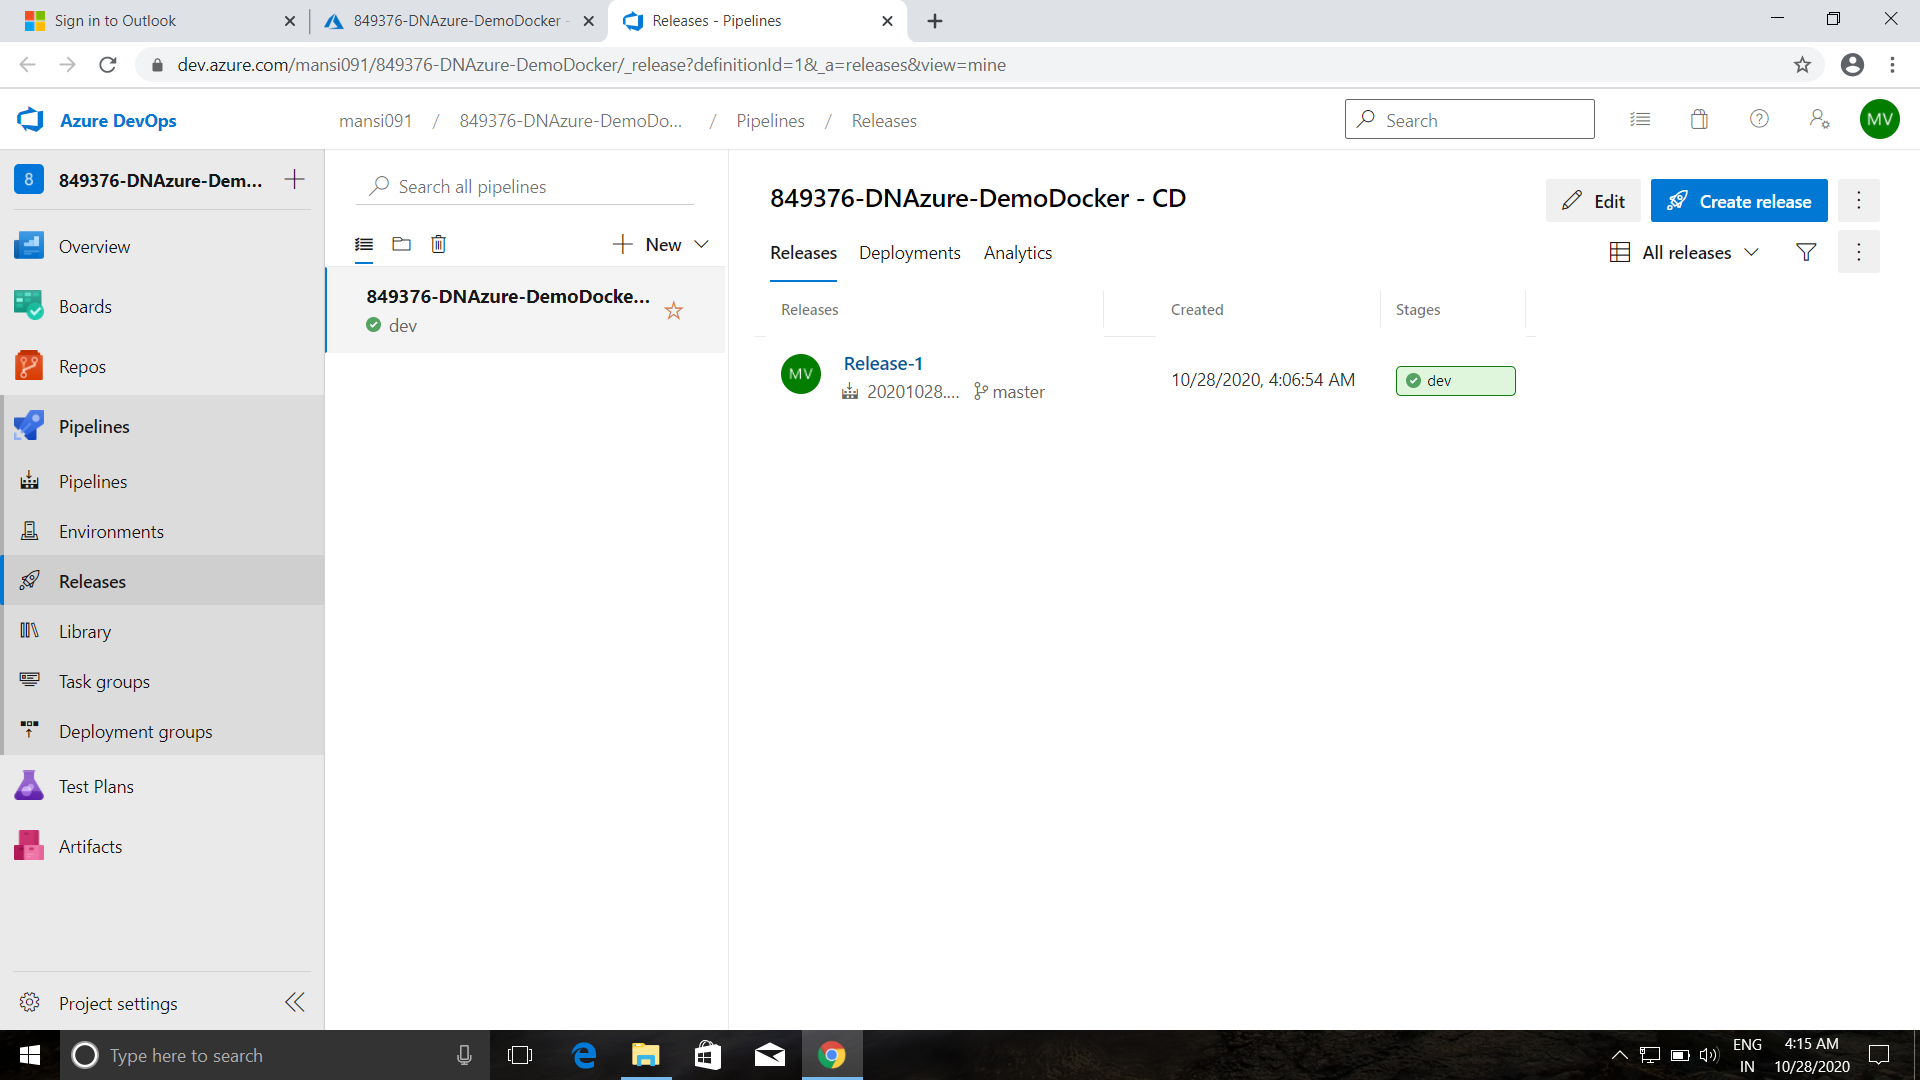 Sign in to Outlook
849376-DNAzure-DemoDocker -
Releases - Pipelines
dev.azure.com/mansi091/849376-DNAzure-DemoDocker/_release?definitionId=1&_a=releases&view=mine
Azure DevOps
mansi091 / 849376-DNAzure-DemoDo... / Pipelines / Releases
Search
MV
8 849376-DNAzure-Dem...
Overview
Boards
Repos
Pipelines
Pipelines
Environments
Releases
Library
Task groups
Deployment groups
Test Plans
Artifacts
Project settings
Search all pipelines
New
849376-DNAzure-DemoDocke...
dev
849376-DNAzure-DemoDocker - CD
Edit
Create release
Releases Deployments Analytics
All releases
Releases Created Stages
MV
Release-1
20201028.... master
10/28/2020, 4:06:54 AM
dev
Type here to search
ENG
IN
4:15 AM
10/28/2020